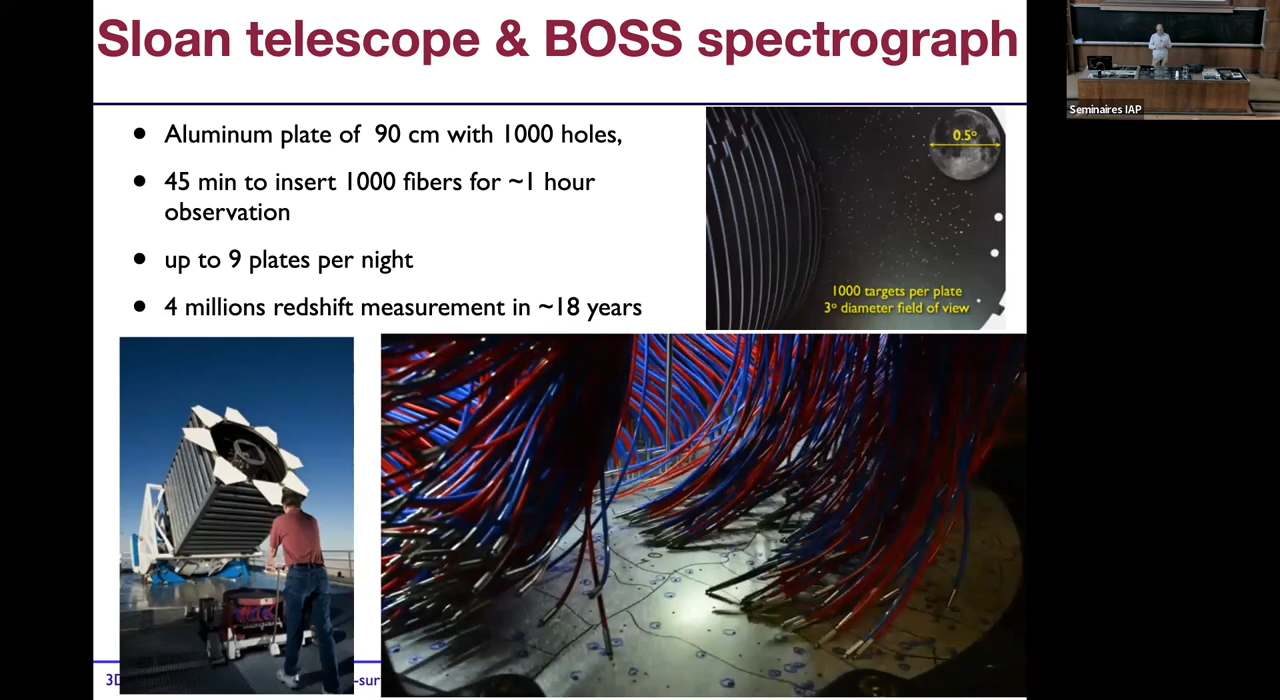 Sloan telescope & BOSS spectrograph
Seminaires IAP
• Aluminum plate of 90 cm with 1000 holes,
• 45 min to insert 1000 fibers for ~1 hour
observation
• up to 9 plates per night
• 4 millions redshift measurement in ~18 years
0.5°
1000 targets per plate
3° diameter field of view
3D
-sur